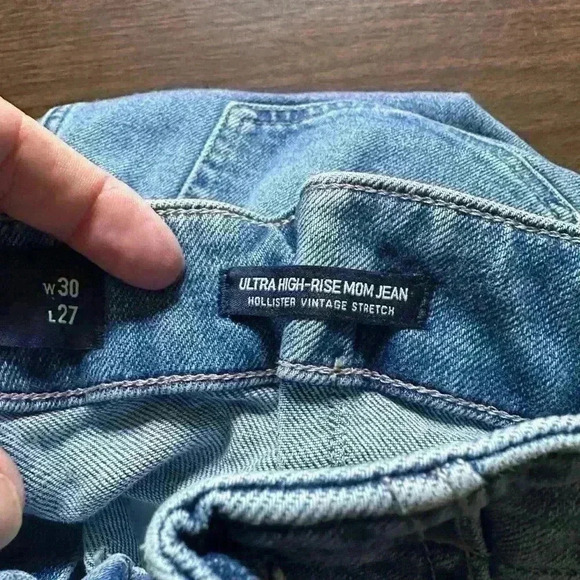 W30
L27
ULTRA HIGH-RISE MOM JEAN
HOLLISTER VINTAGE STRETCH